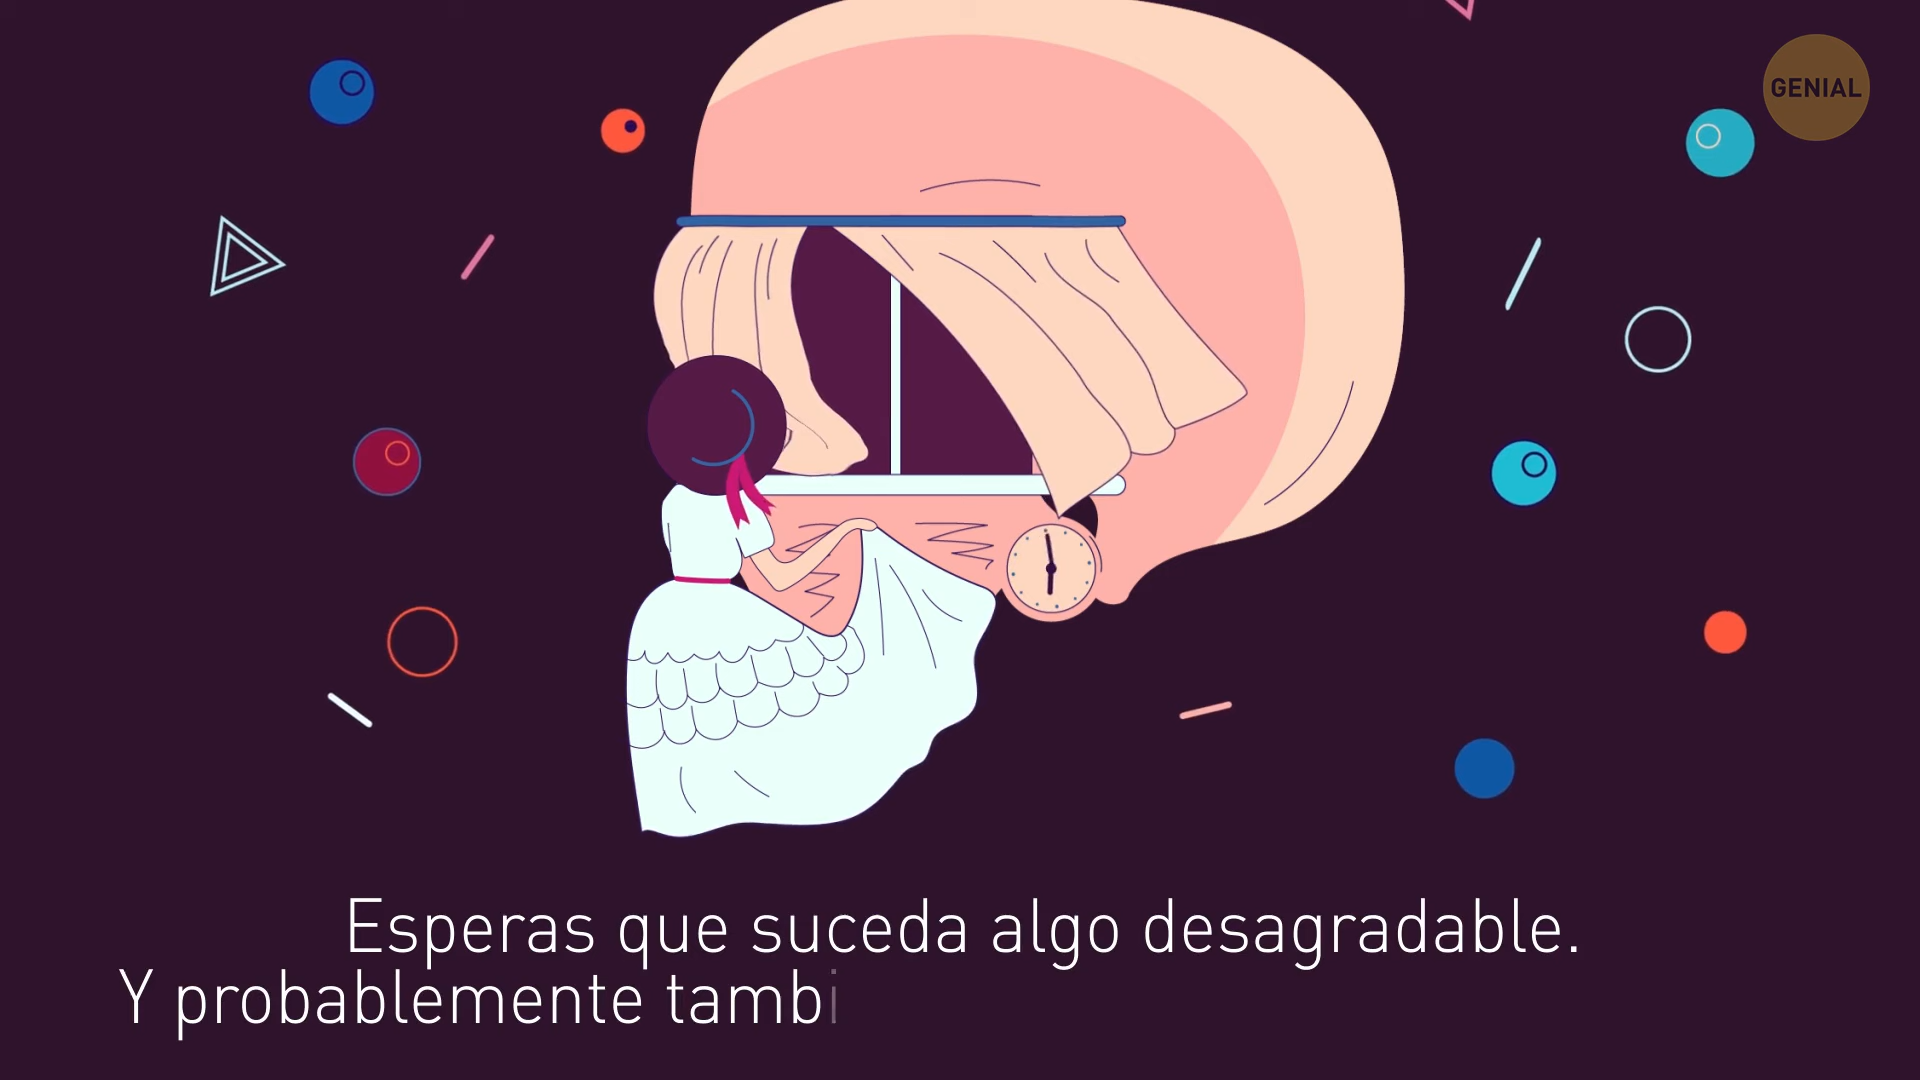 GENIAL
Esperas que suceda algo desagradable.
Y probablemente tambi